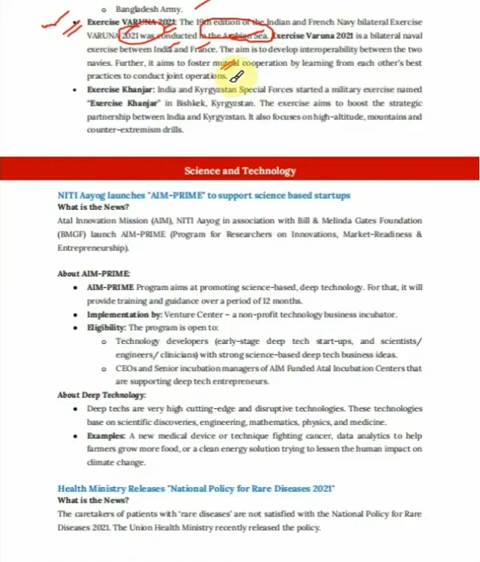 Bangladesh Army.
Exercise VARUNA 2021: The 19th edition of the Indian and French Navy bilateral Exercise
VARUNA 2021 was conducted in the Arabian Sea. Exercise Varuna 2021 is a bilateral naval
exercise between India and France. The aim is to develop interoperability between the two
navies. Further, it aims to foster mutual cooperation by learning from each other's best
practices to conduct joint operations.
Exercise Khanjar: India and Kyrgyzstan Special Forces started a military exercise named
"Exercise Khanjar" in Bishkek, Kyrgyzstan. The exercise aims to boost the strategic
partnership between India and Kyrgyzstan. It also focuses on high-altitude, mountains and
counter-extremism drills.
Science and Technology
NITI Aayog launches "AIM-PRIME" to support science based startups
What is the News?
Atal Innovation Mission (AIM), NITI Aayog in association with Bill & Melinda Gates Foundation
(BMGF) launch AIM-PRIME (Program for Researchers on Innovations, Market-Readiness &
Entrepreneurship).
About AIM-PRIME:
AIM-PRIME Program aims at promoting science-based, deep technology. For that, it will
provide training and guidance over a period of 12 months.
Implementation by: Venture Center – a non-profit technology business incubator.
Eligibility: The program is open to:
Technology developers (early-stage deep tech start-ups, and scientists/
engineers/ clinicians) with strong science-based deep tech business ideas.
CEOs and Senior incubation managers of AIM Funded Atal Incubation Centers that
are supporting deep tech entrepreneurs.
About Deep Technology:
Deep techs are very high cutting-edge and disruptive technologies. These technologies
base on scientific discoveries, engineering, mathematics, physics, and medicine.
Examples: A new medical device or technique fighting cancer, data analytics to help
farmers grow more food, or a clean energy solution trying to lessen the human impact on
climate change.
Health Ministry Releases "National Policy for Rare Diseases 2021"
What is the News?
The caretakers of patients with 'rare diseases' are not satisfied with the National Policy for Rare
Diseases 2021. The Union Health Ministry recently released the policy.